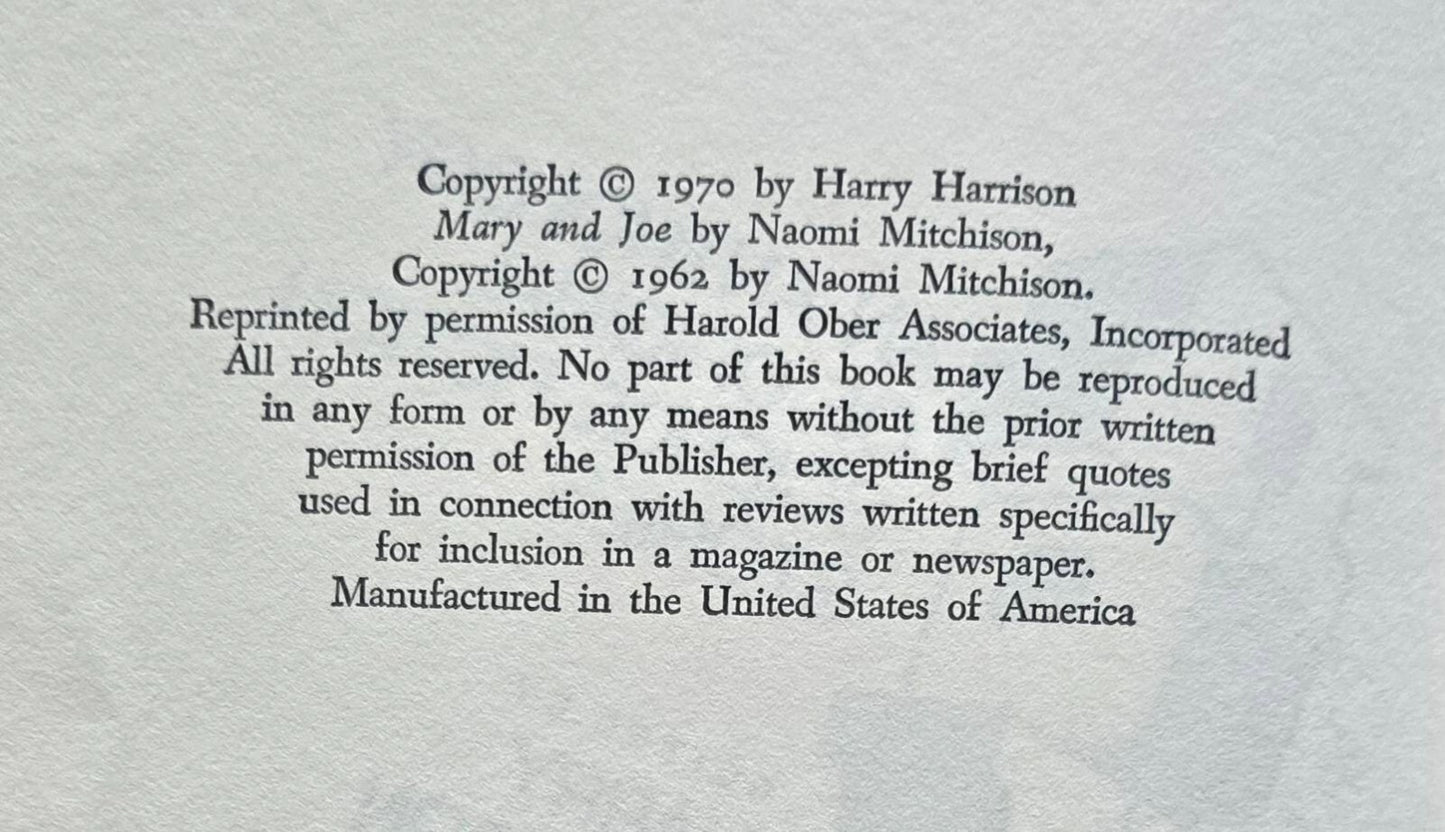 Copyright © 1970 by Harry Harrison
Mary and Joe by Naomi Mitchison,
Copyright © 1962 by Naomi Mitchison.
Reprinted by permission of Harold Ober Associates, Incorporated
All rights reserved. No part of this book may be reproduced
in any form or by any means without the prior written
permission of the Publisher, excepting brief quotes
used in connection with reviews written specifically
for inclusion in a magazine or newspaper.
Manufactured in the United States of America